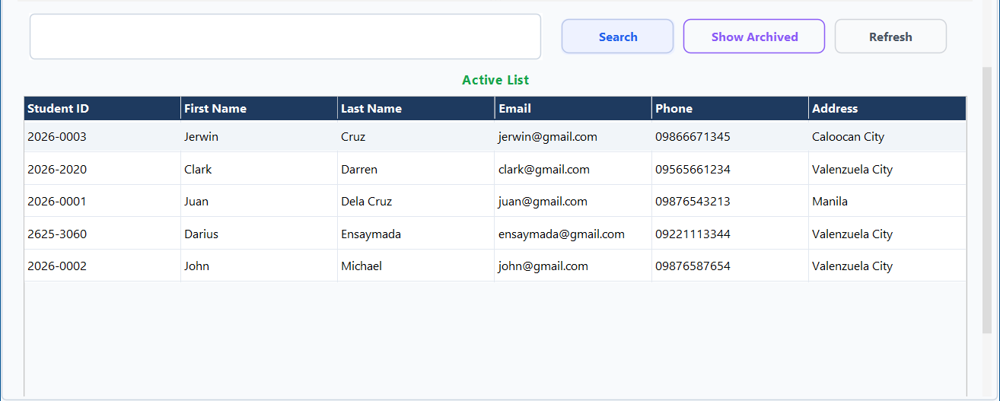 Search Show Archived Refresh
Active List
Student ID First Name Last Name Email Phone Address
2026-0003 Jerwin Cruz jerwin@gmail.com 09866671345 Caloocan City
2026-2020 Clark Darren clark@gmail.com 09565661234 Valenzuela City
2026-0001 Juan Dela Cruz juan@gmail.com 09876543213 Manila
2625-3060 Darius Ensaymada ensaymada@gmail.com 09221113344 Valenzuela City
2026-0002 John Michael john@gmail.com 09876587654 Valenzuela City